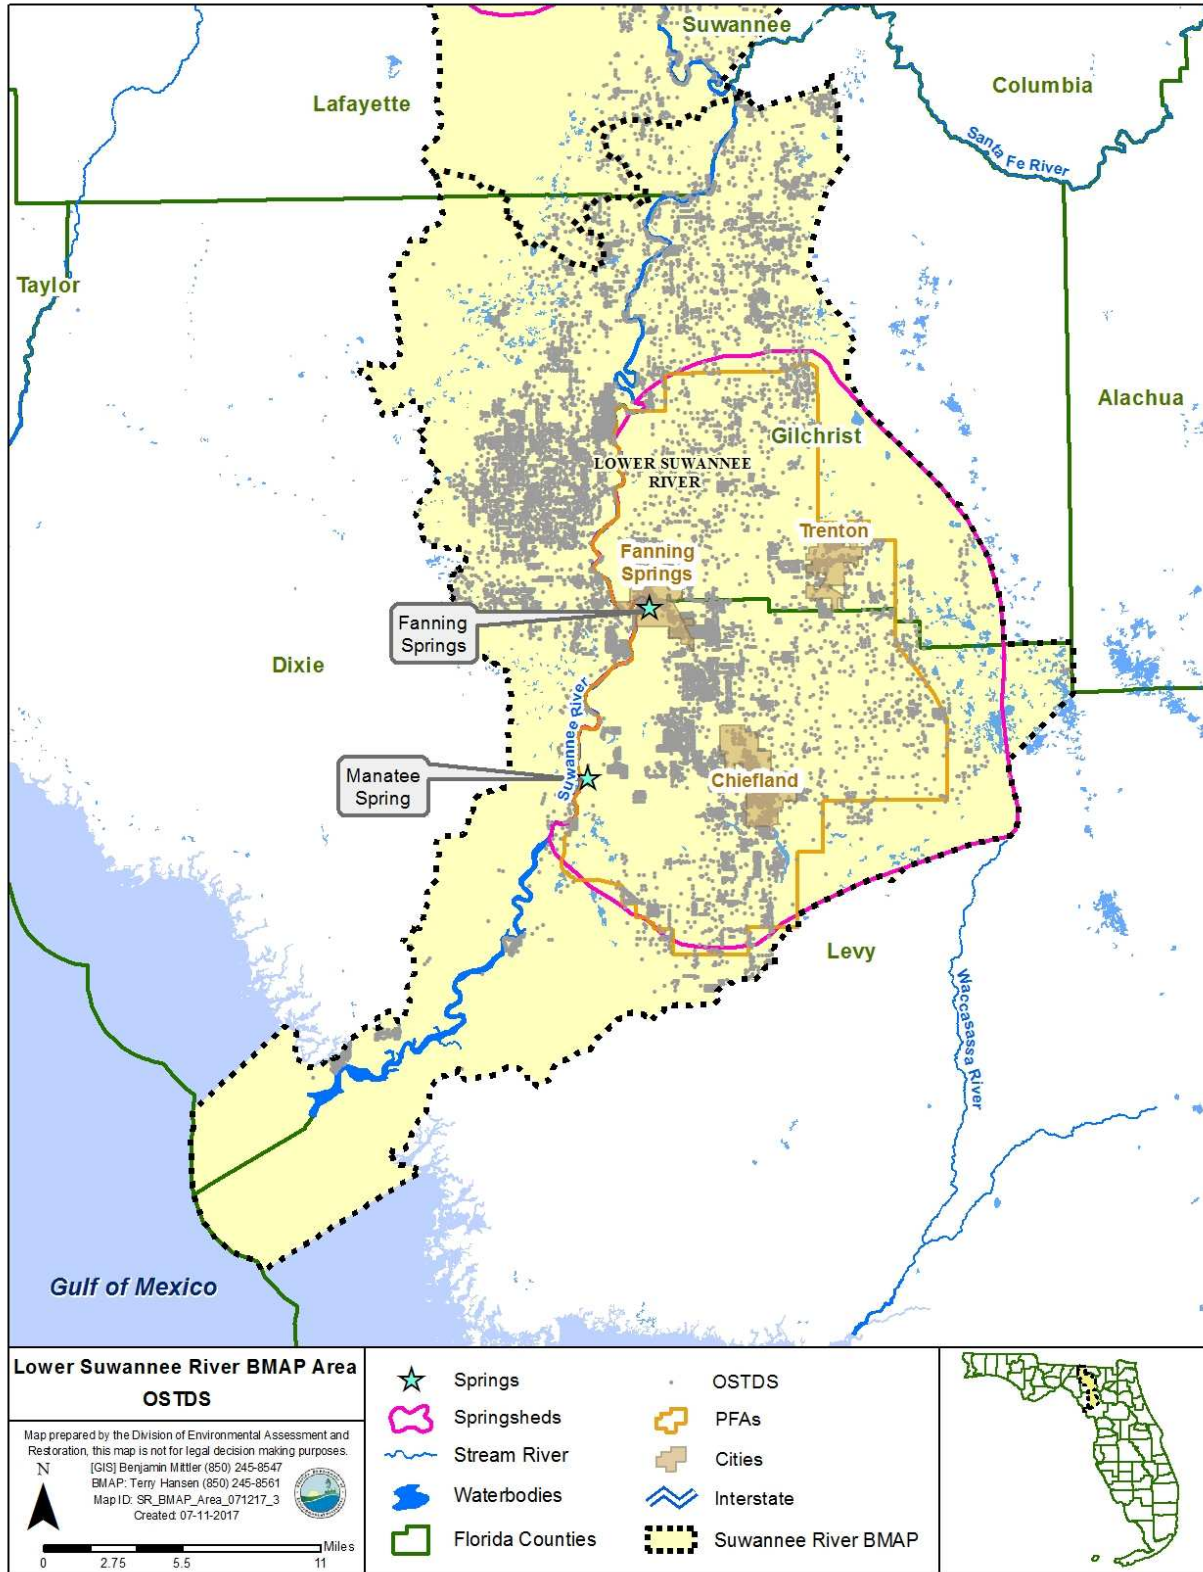 Suwannee
Columbia
Lafayette
Santa Fe River
Taylor
Alachua
Gilchrist
LOWER SUWANNEE
RIVER
Trenton
Fanning
Springs
Fanning
Springs
Dixie
Suwannee River
Manatee
Spring
Chiefland
Levy
Waccasassa River
Gulf of Mexico
Lower Suwannee River BMAP Area
OSTDS
Map prepared by the Division of Environmental Assessment and
Restoration, this map is not for legal decision making purposes.
[GIS] Benjamin Mittler (850) 245-8547
BMAP: Terry Hansen (850) 245-8561
Map ID: SR_BMAP_Area_071217_3
Created: 07-11-2017
N
Miles
0 2.75 5.5 11
Springs
Springsheds
Stream River
Waterbodies
Florida Counties
OSTDS
PFAs
Cities
Interstate
Suwannee River BMAP